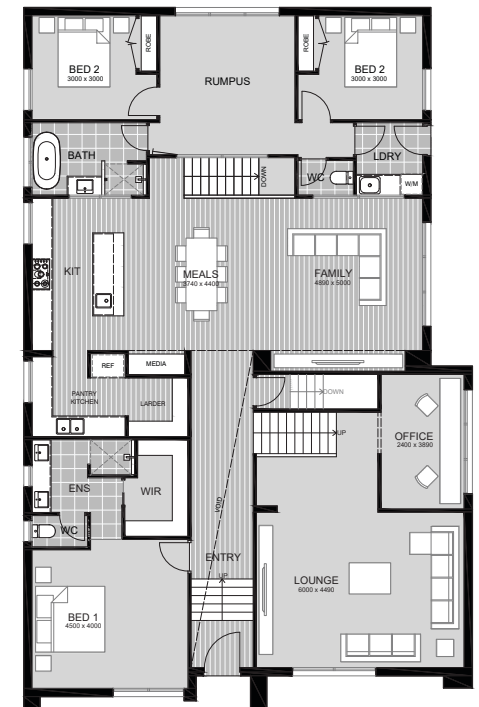 ROBE
ROBE
BED 2
3000 x 3000
RUMPUS
BED 2
3000 x 3000
BATH
LDRY
WC
DOWN
W/M
KIT
MEALS
3740 x 4400
FAMILY
4890 x 5000
REF
MEDIA
PANTRY
KITCHEN
LARDER
DOWN
UP
OFFICE
2400 x 3890
ENS
WIR
VOID
WC
ENTRY
UP
LOUNGE
6000 x 4490
BED 1
4500 x 4000